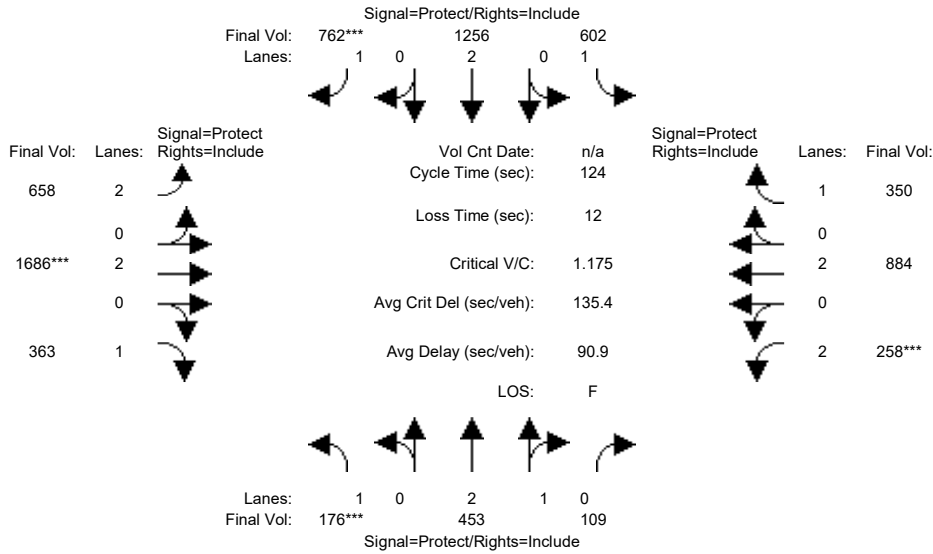 Signal=Protect/Rights=Include
Final Vol: 762*** 1256 602
Lanes: 1 0 2 0 1
Signal=Protect
Final Vol: Lanes: Rights=Include
Vol Cnt Date: n/a
Signal=Protect
Rights=Include Lanes: Final Vol:
Cycle Time (sec): 124
658 2
1 350
Loss Time (sec): 12
0
0
1686*** 2
Critical V/C: 1.175
2 884
0
Avg Crit Del (sec/veh): 135.4
0
363 1
Avg Delay (sec/veh): 90.9
2 258***
LOS: F
Lanes: 1 0 2 1 0
Final Vol: 176*** 453 109
Signal=Protect/Rights=Include